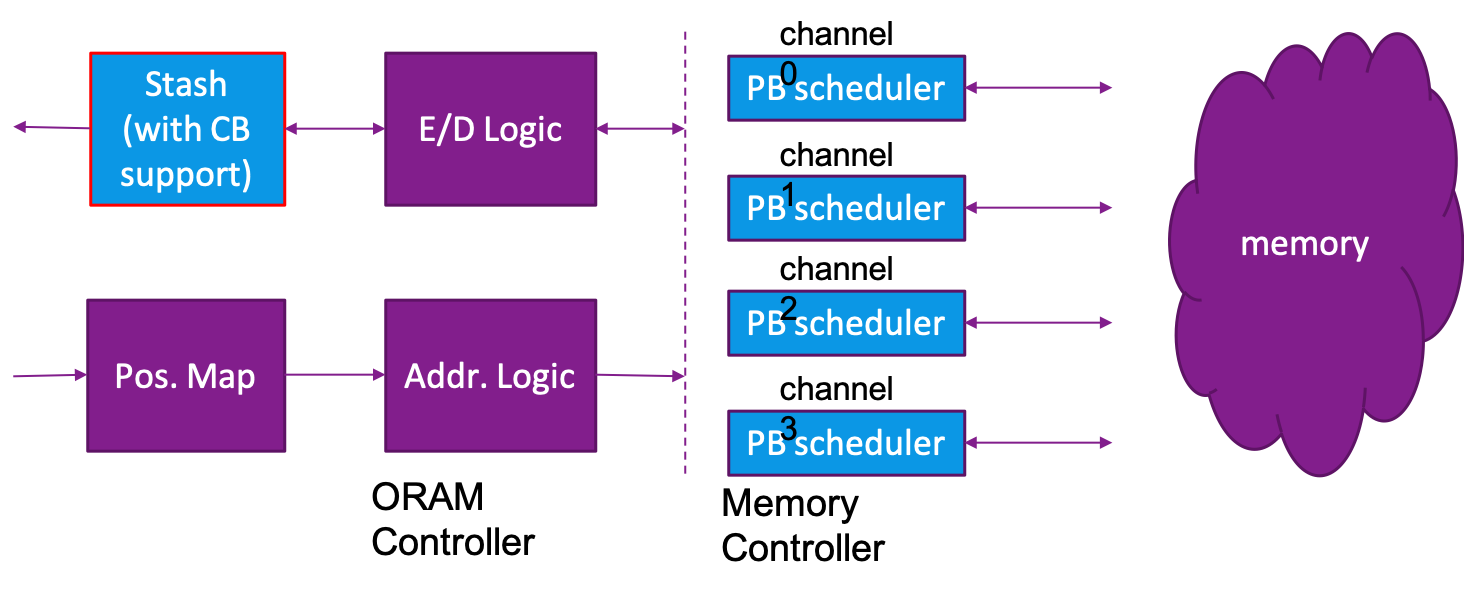 Stash
(with CB
support)
E/D Logic
Pos. Map
Addr. Logic
ORAM
Controller
channel
0
PB scheduler
channel
1
PB scheduler
channel
2
PB scheduler
channel
3
PB scheduler
Memory
Controller
memory